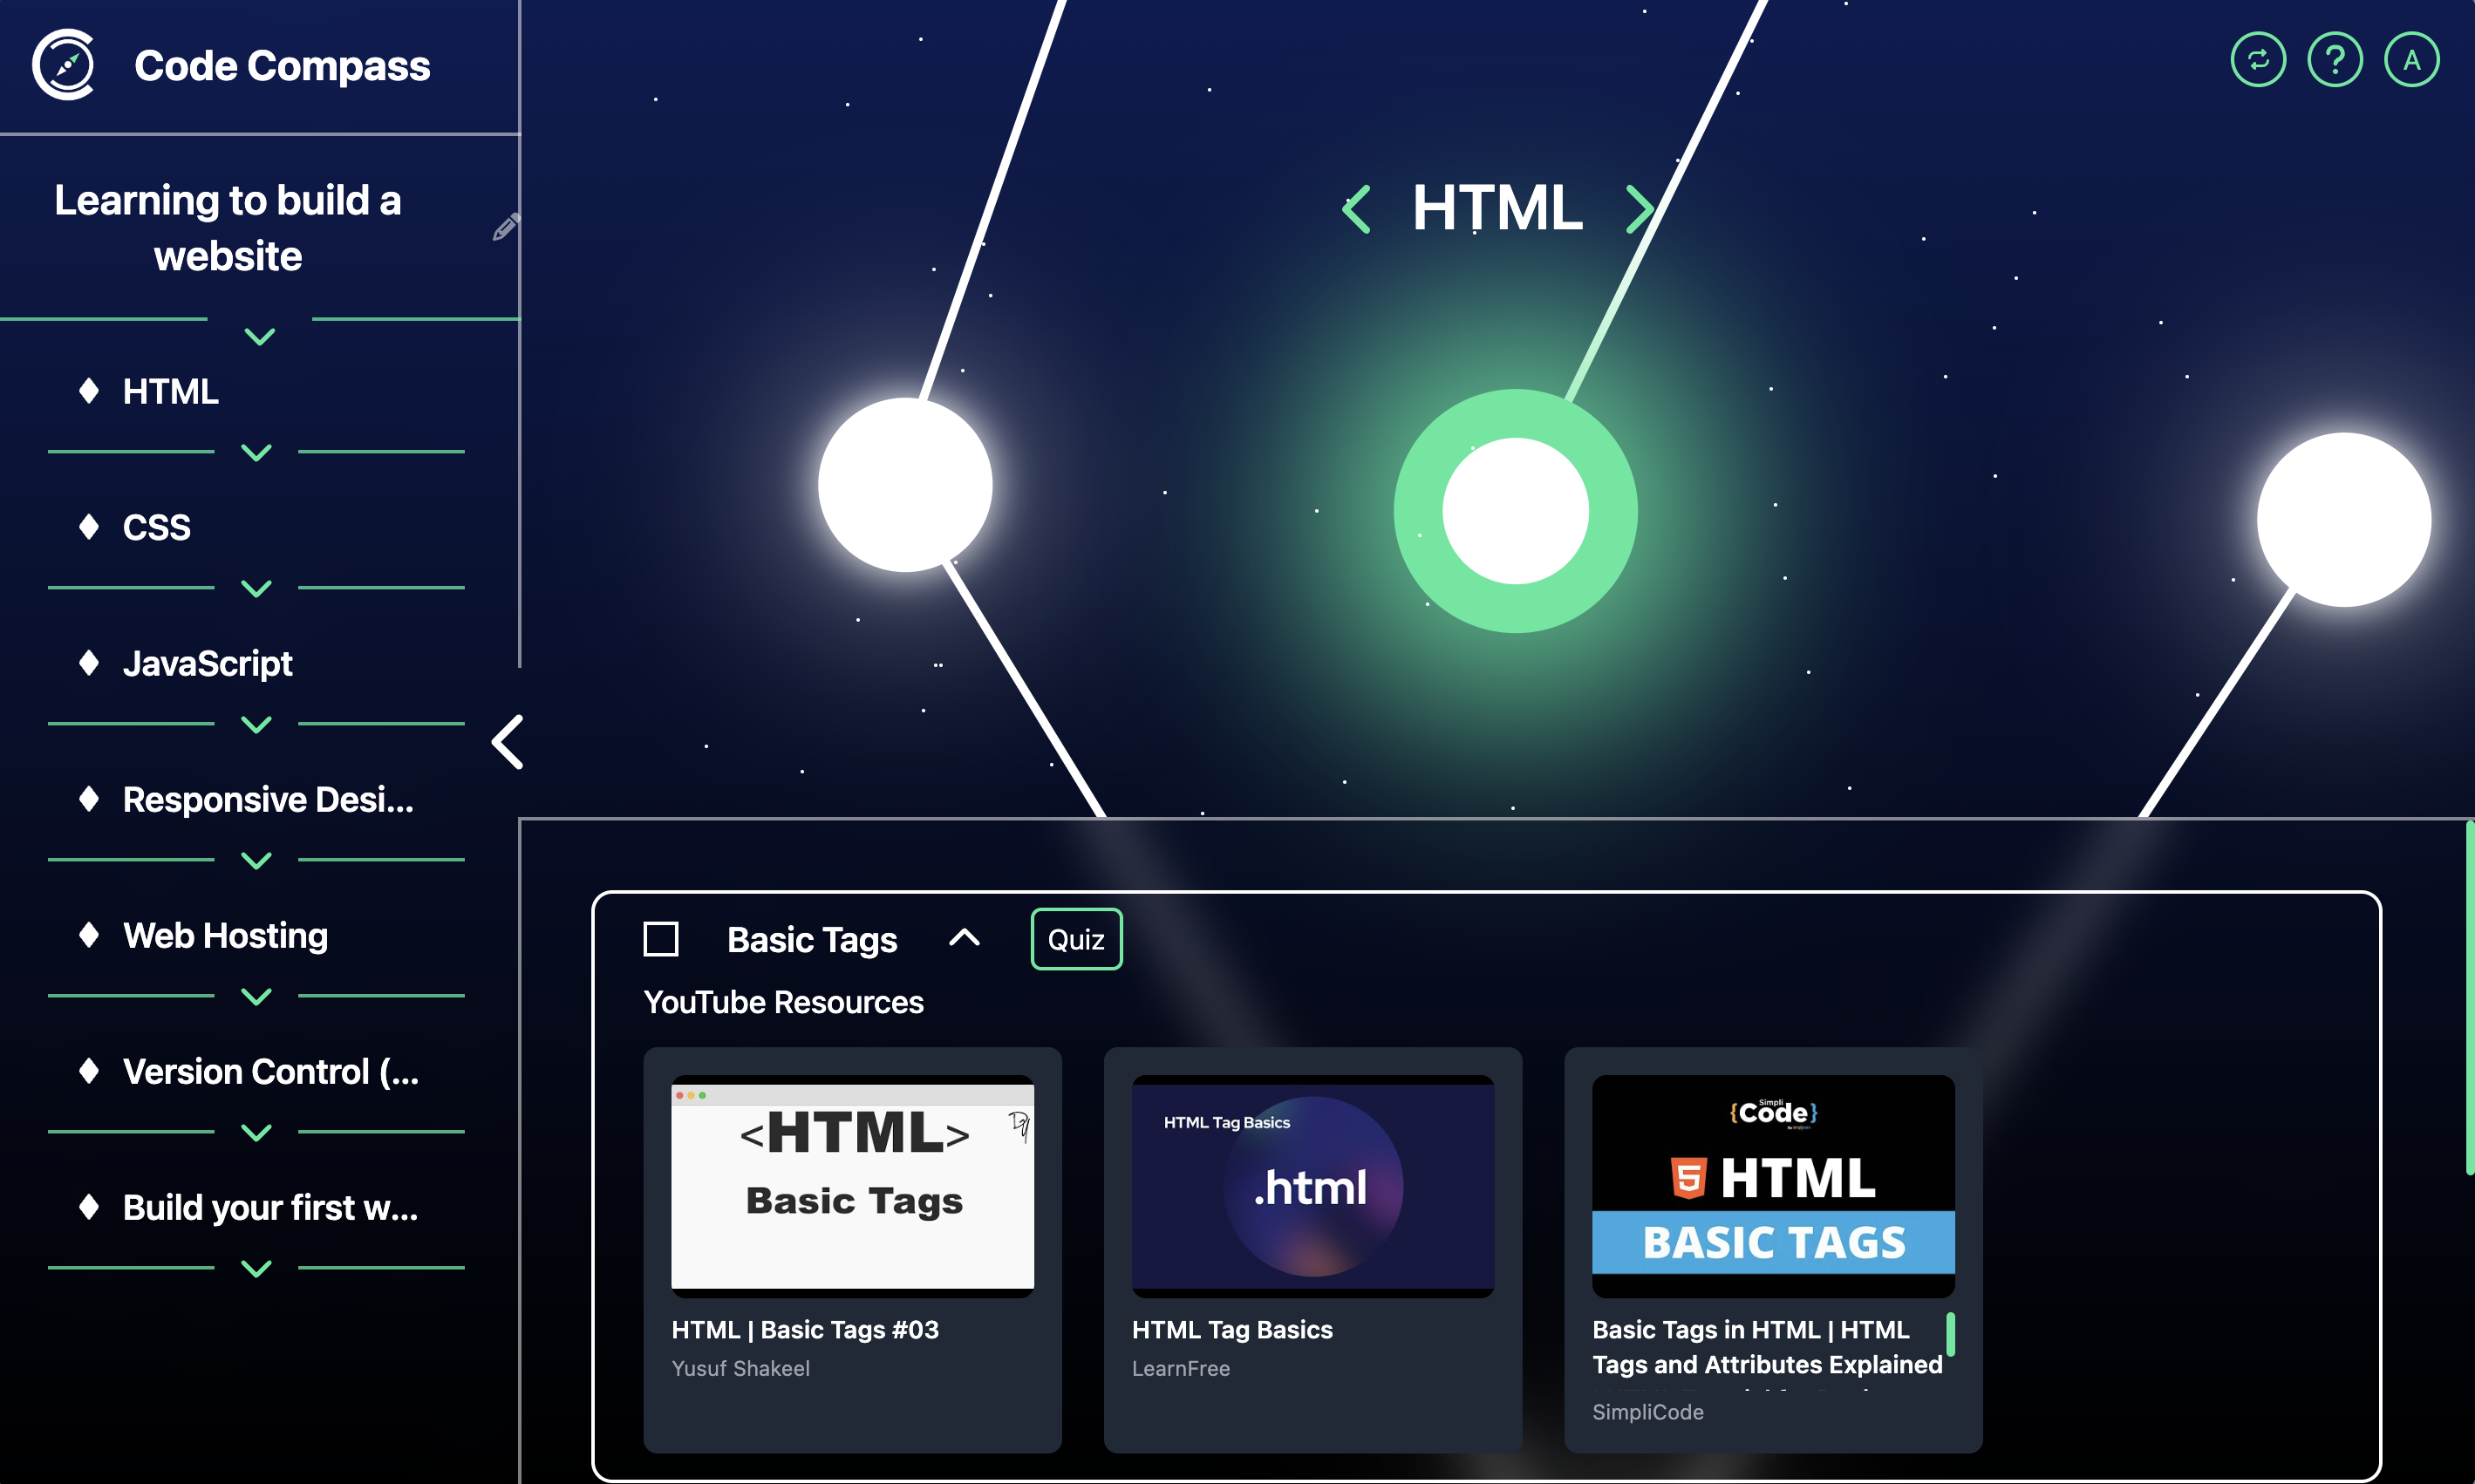 Code Compass
Learning to build a
website
HTML
CSS
JavaScript
Responsive Desi...
Web Hosting
Version Control (...
Build your first w...
?
A
HTML
Basic Tags
Quiz
YouTube Resources
<HTML>
Basic Tags
HTML | Basic Tags #03
Yusuf Shakeel
HTML Tag Basics
.html
HTML Tag Basics
LearnFree
Simpli
{Code}
5 HTML
BASIC TAGS
Basic Tags in HTML | HTML
Tags and Attributes Explained
SimpliCode